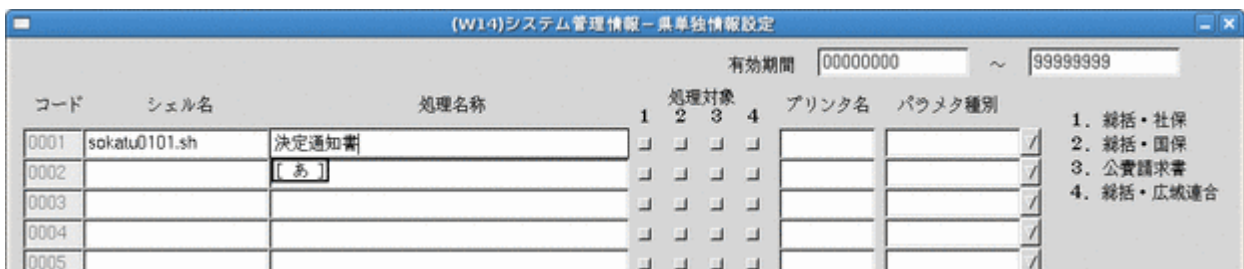 (W14)システム管理情報－県単独情報設定
有効期間 00000000 ～ 99999999
コード シェル名 処理名称 処理対象 プリンタ名 パラメタ種別
1 2 3 4
0001 sokatu0101.sh 決定通知書
0002 [ あ ]
0003
0004
0005
1. 総括・社保
2. 総括・国保
3. 公費請求書
4. 総括・広域連合